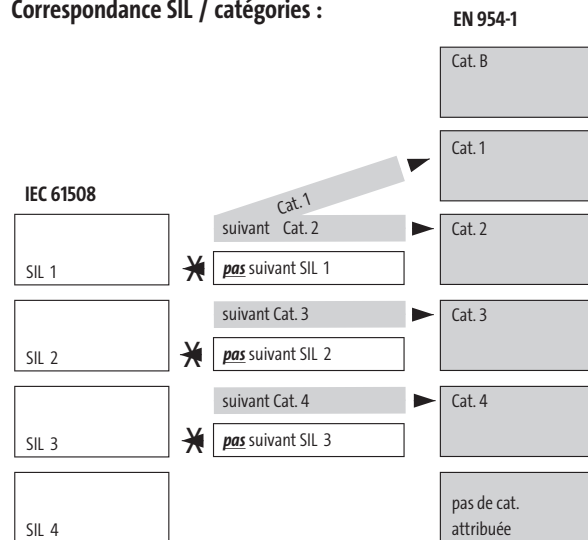 Correspondance SIL / catégories :
EN 954-1
Cat. B
Cat. 1
IEC 61508
Cat. 1
suivant Cat. 2
Cat. 2
SIL 1
pas suivant SIL 1
suivant Cat. 3
Cat. 3
SIL 2
pas suivant SIL 2
suivant Cat. 4
Cat. 4
SIL 3
pas suivant SIL 3
pas de cat.
attribuée
SIL 4